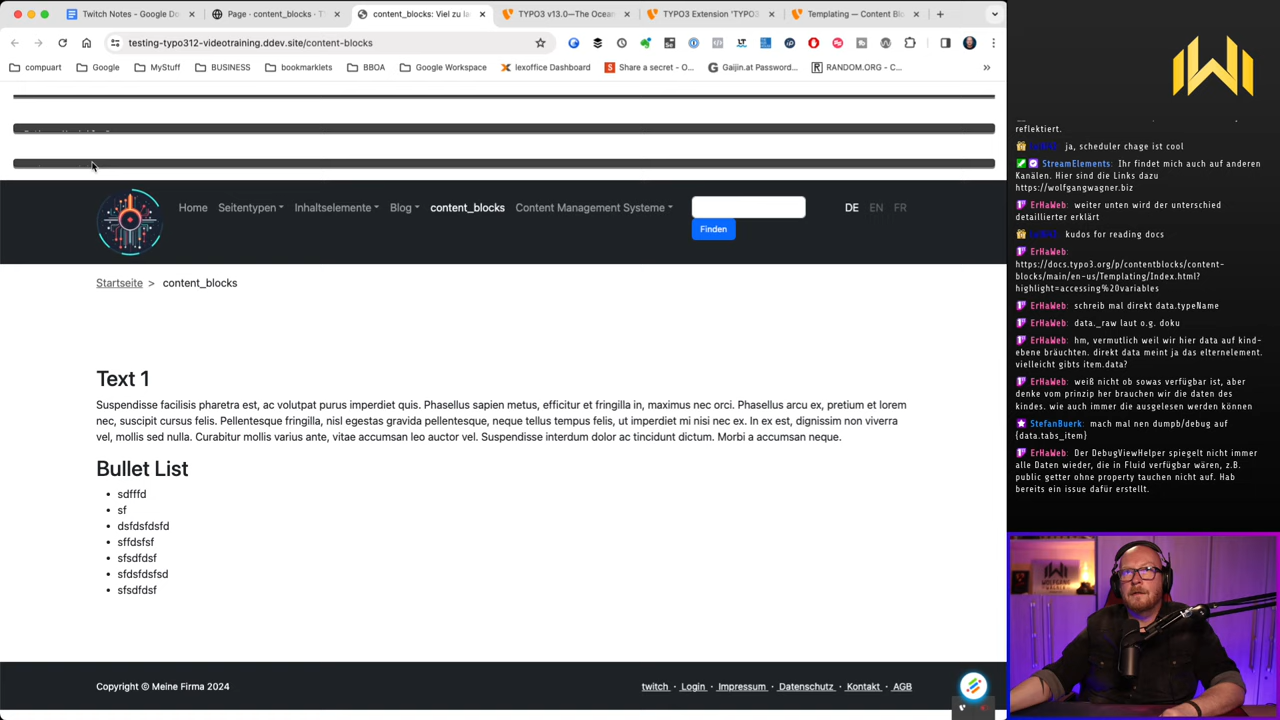 Twitch Notes - Google Do
Page · content_blocks - T
content_blocks: Viel zu la
TYPO3 v13.0—The Ocean
TYPO3 Extension 'TYPO3
Templating — Content Blo
testing-typo312-videotraining.ddev.site/content-blocks
compuart
Google
MyStuff
BUSINESS
bookmarklets
BBOA
Google Workspace
lexoffice Dashboard
Share a secret - O...
Gaijin.at Password...
RANDOM.ORG - C...
Home
Seitentypen
Inhaltselemente
Blog
content_blocks
Content Management Systeme
DE
EN
FR
Finden
Startseite > content_blocks
Text 1
Suspendisse facilisis pharetra est, ac volutpat purus imperdiet quis. Phasellus sapien metus, efficitur et fringilla in, maximus nec orci. Phasellus arcu ex, pretium et lorem
nec, suscipit cursus felis. Pellentesque fringilla, nisl egestas gravida pellentesque, neque tellus tempus felis, ut imperdiet mi nisi nec ex. In ex est, dignissim non viverra
vel, mollis sed nulla. Curabitur mollis varius ante, vitae accumsan leo auctor vel. Suspendisse interdum dolor ac tincidunt dictum. Morbi a accumsan neque.
Bullet List
sdfffd
sf
dsfdsfdsfd
sffdsfsf
sfsdfdsf
sfdsfdsfsd
sfsdfdsf
Copyright © Meine Firma 2024
twitch · Login · Impressum · Datenschutz · Kontakt · AGB
reflektiert.
ja, scheduler chage ist cool
StreamElements: Ihr findet mich auch auf anderen
Kanälen. Hier sind die Links dazu
https://wolfgangwagner.biz
ErHaWeb: weiter unten wird der unterschied
detaillierter erklärt
kudos for reading docs
ErHaWeb:
https://docs.typo3.org/p/contentblocks/content-
blocks/main/en-us/Templating/Index.html?
highlight=accessing%20variables
ErHaWeb: schreib mal direkt data.typeName
ErHaWeb: data._raw laut o.g. doku
ErHaWeb: hm, vermutlich weil wir hier data auf kind-
ebene bräuchten. direkt data meint ja das elternelement.
vielleicht gibts item.data?
ErHaWeb: weiß nicht ob sowas verfügbar ist, aber
denke vom prinzip her brauchen wir die daten des
kindes. wie auch immer die ausgelesen werden können
StefanBuerk: mach mal nen dumpb/debug auf
{data.tabs_item}
ErHaWeb: Der DebugViewHelper spiegelt nicht immer
alle Daten wieder, die in Fluid verfügbar wären, z.B.
public getter ohne property tauchen nicht auf. Hab
bereits ein issue dafür erstellt.